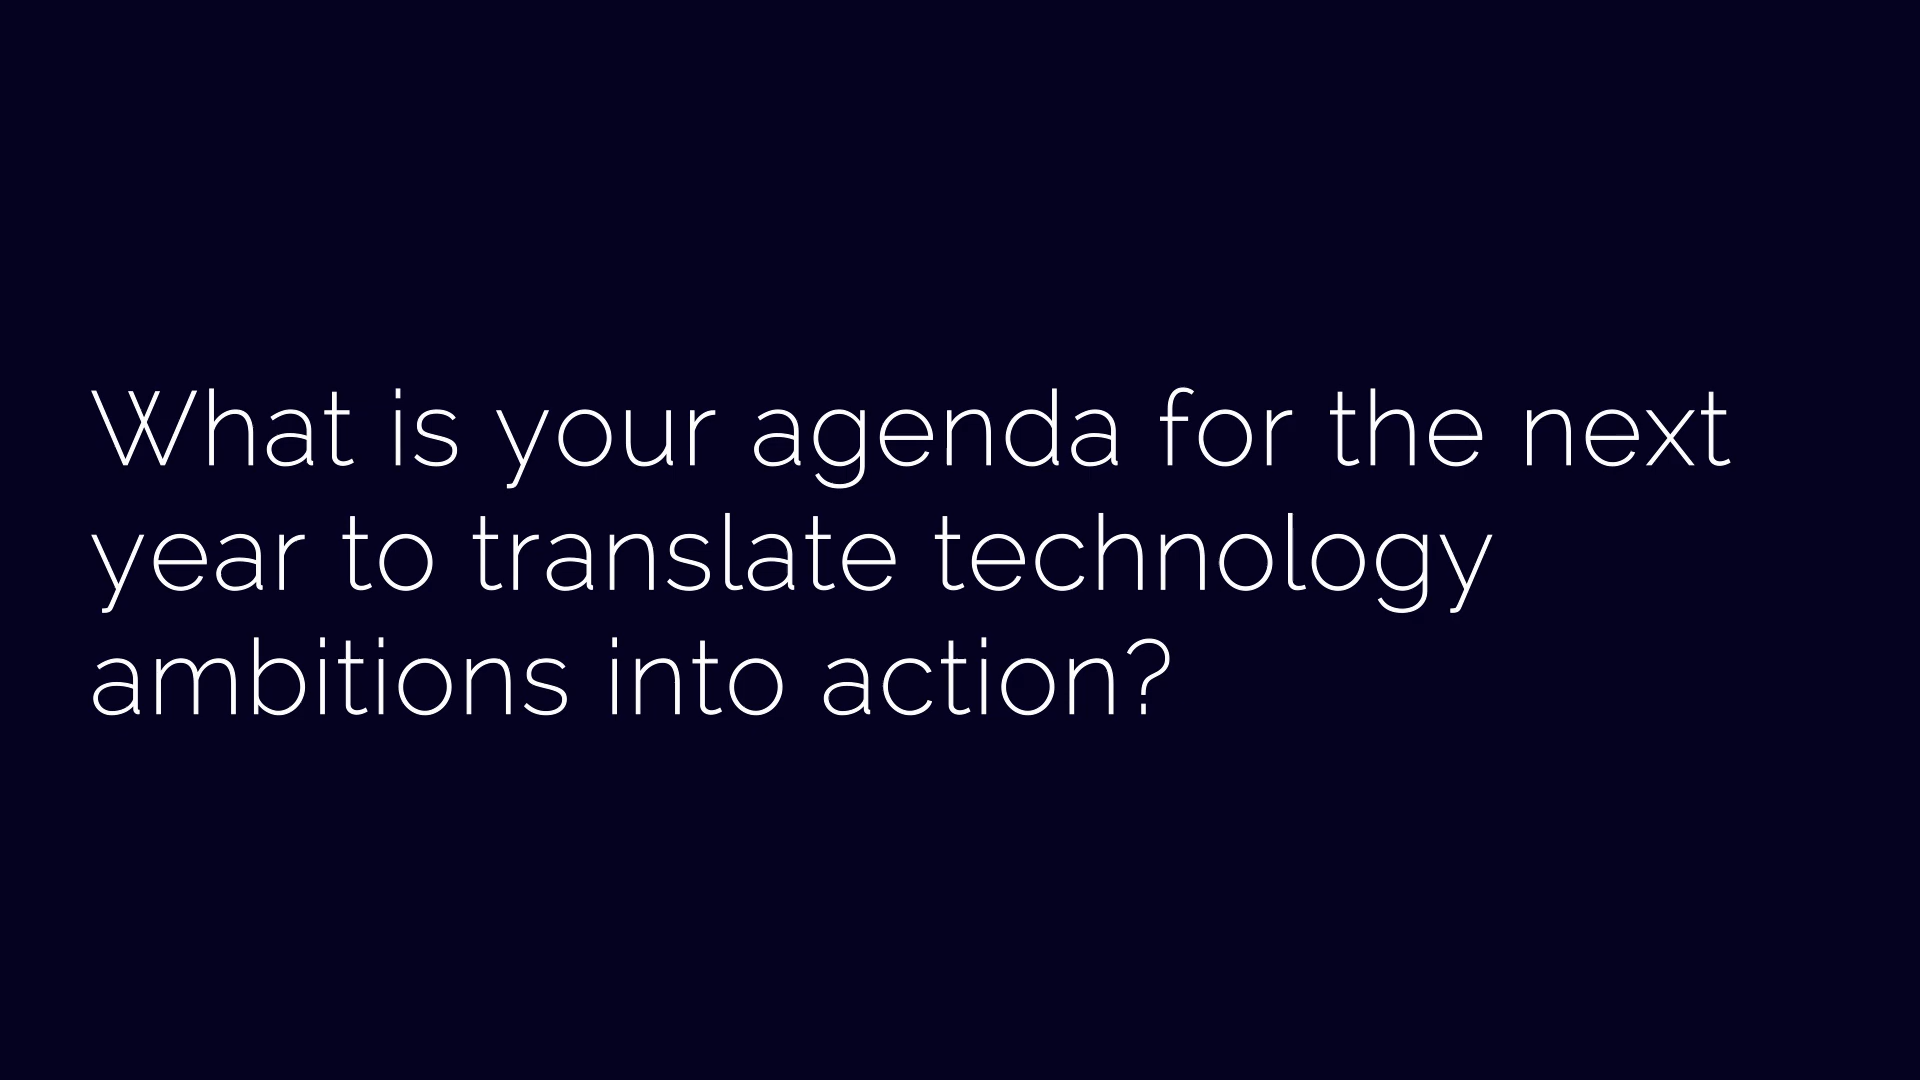 What is your agenda for the next
year to translate technology
ambitions into action?